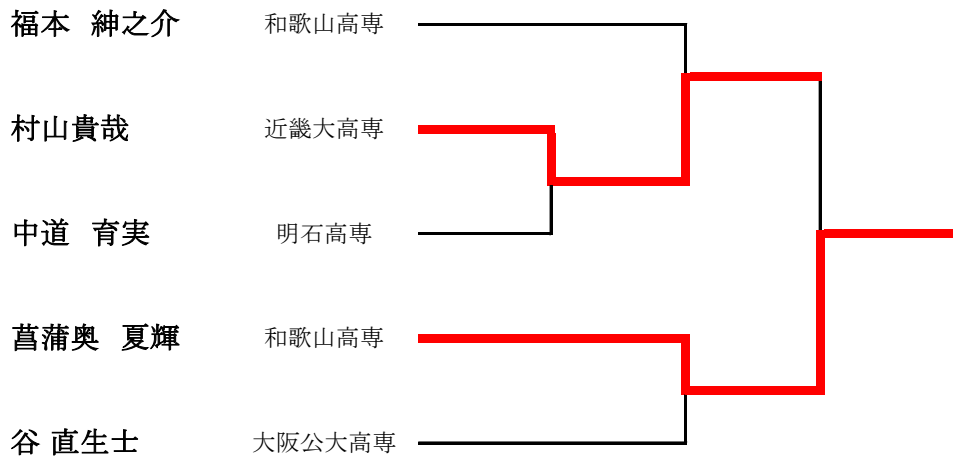 福本　紳之介 和歌山高専
村山貴哉 近畿大高専
中道　育実 明石高専
菖蒲奥　夏輝 和歌山高専
谷 直生士 大阪公大高専